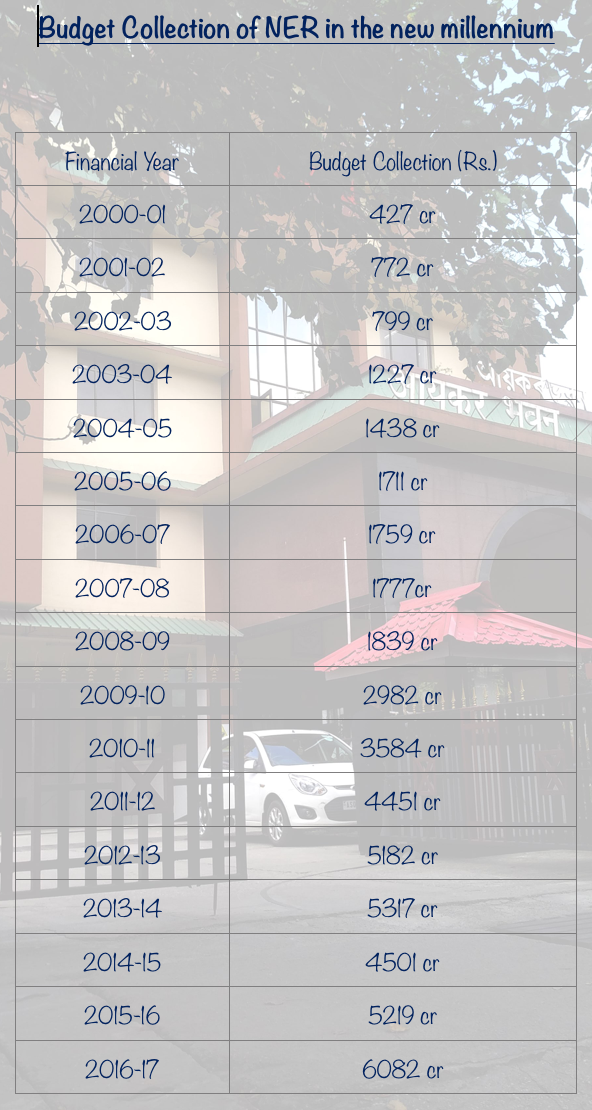 Budget Collection of NER in the new millennium
Financial Year Budget Collection (Rs.)
2000-01 427 cr
2001-02 772 cr
2002-03 799 cr
2003-04 1227 cr
आयकर भवन
2004-05 1438 cr
2005-06 1711 cr
2006-07 1759 cr
2007-08 1777cr
2008-09 1839 cr
2009-10 2982 cr
2010-11 3584 cr
2011-12 4451 cr
2012-13 5182 cr
2013-14 5317 cr
2014-15 4501 cr
2015-16 5219 cr
2016-17 6082 cr